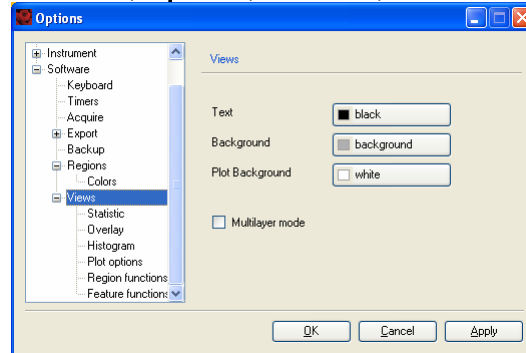 Options
Instrument
Software
Keyboard
Timers
Acquire
Export
Backup
Regions
Colors
Views
Statistic
Overlay
Histogram
Plot options
Region functions
Feature functions
Views
Text
black
Background
background
Plot Background
white
Multilayer mode
OK
Cancel
Apply